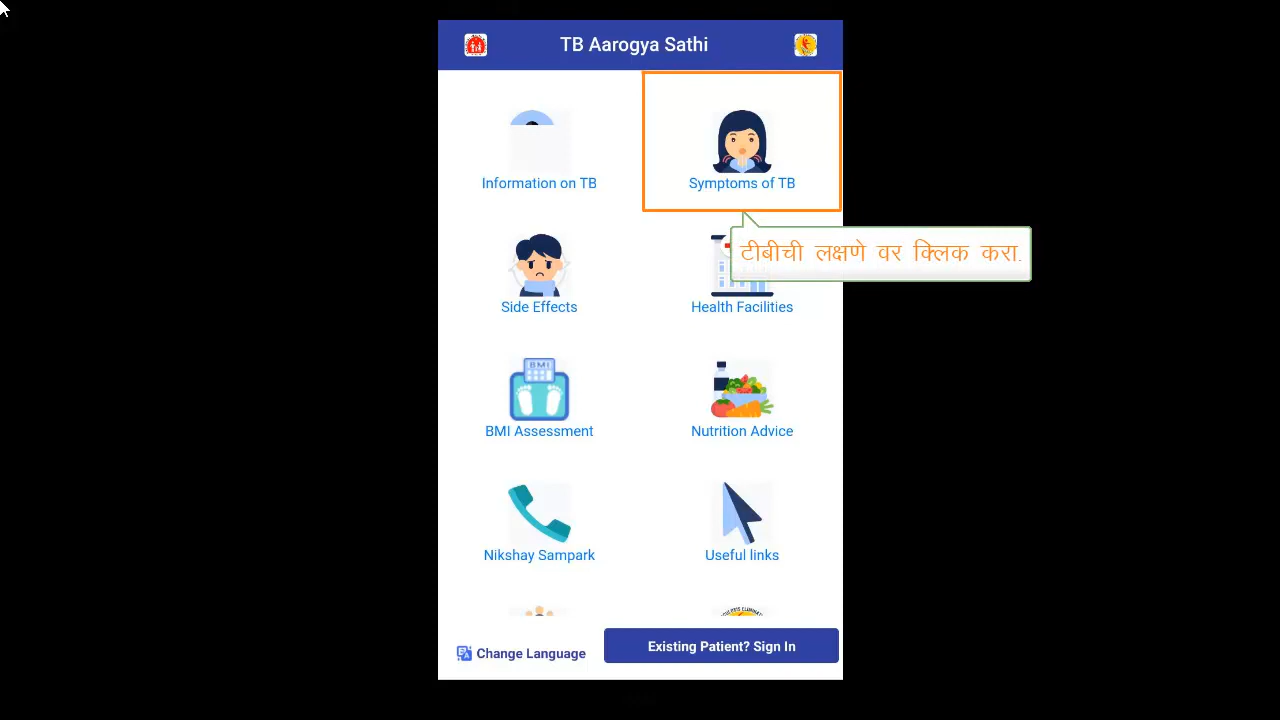 TB Aarogya Sathi
Information on TB
Symptoms of TB
टीबीची लक्षणे वर क्लिक करा.
Side Effects
Health Facilities
BMI
BMI Assessment
Nutrition Advice
Nikshay Sampark
Useful links
Change Language
Existing Patient? Sign In